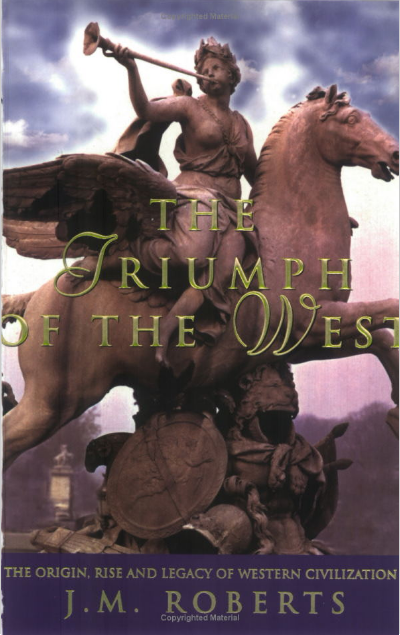 Copyrighted Material
THE
TRIUMPH
OF THE WEST
THE ORIGIN, RISE AND LEGACY OF WESTERN CIVILIZATION
J.M. ROBERTS
Copyrighted Material